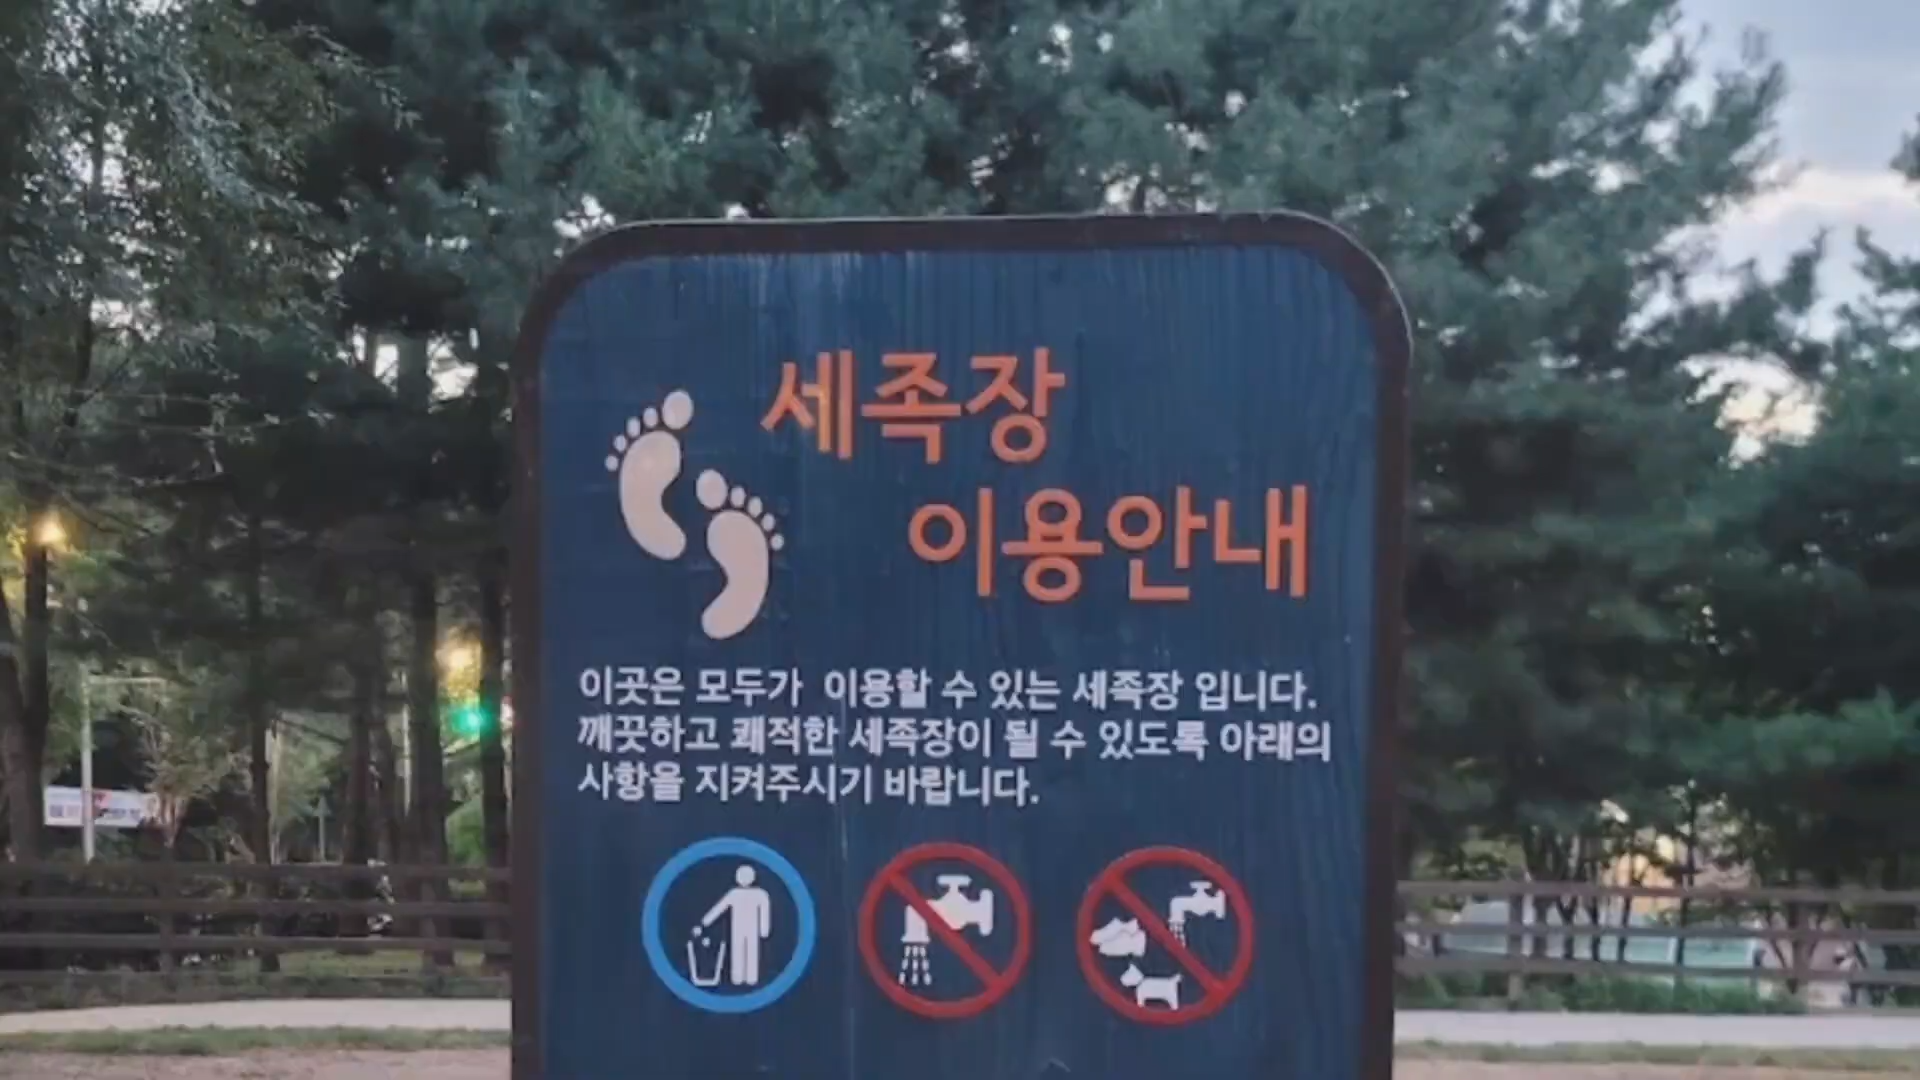 세족장
이용안내
이곳은 모두가 이용할 수 있는 세족장 입니다.
깨끗하고 쾌적한 세족장이 될 수 있도록 아래의
사항을 지켜주시기 바랍니다.